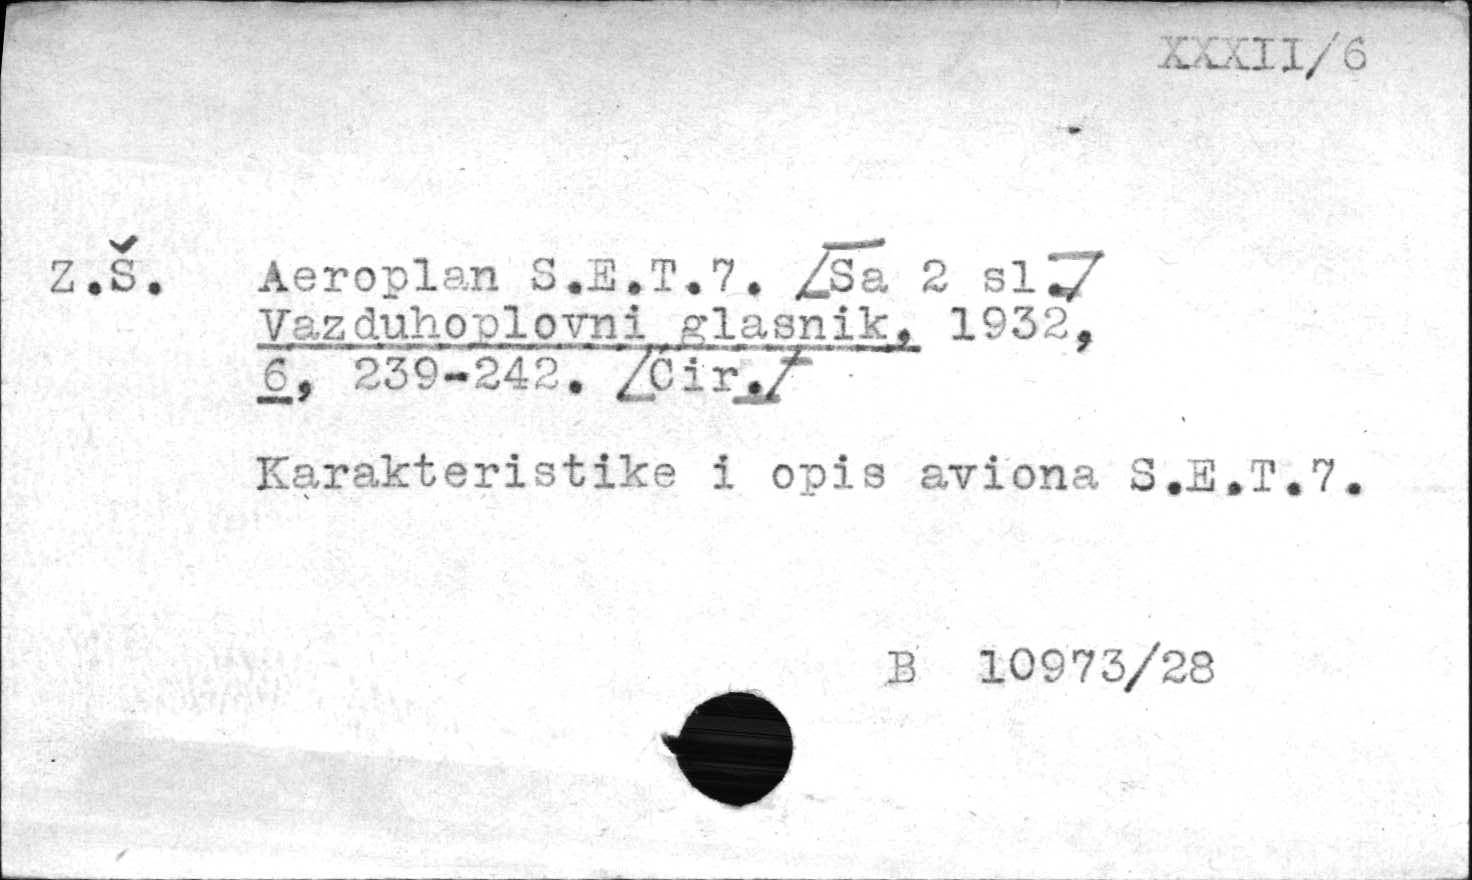 XXXII/6
Z.Š. Aeroplan S.E.T.7. [Sa 2 sl.]
Vazduhoplovni glasnik, 1932,
6, 239-242. [Ćir.]
Karakteristike i opis aviona S.E.T.7.
B 10973/28